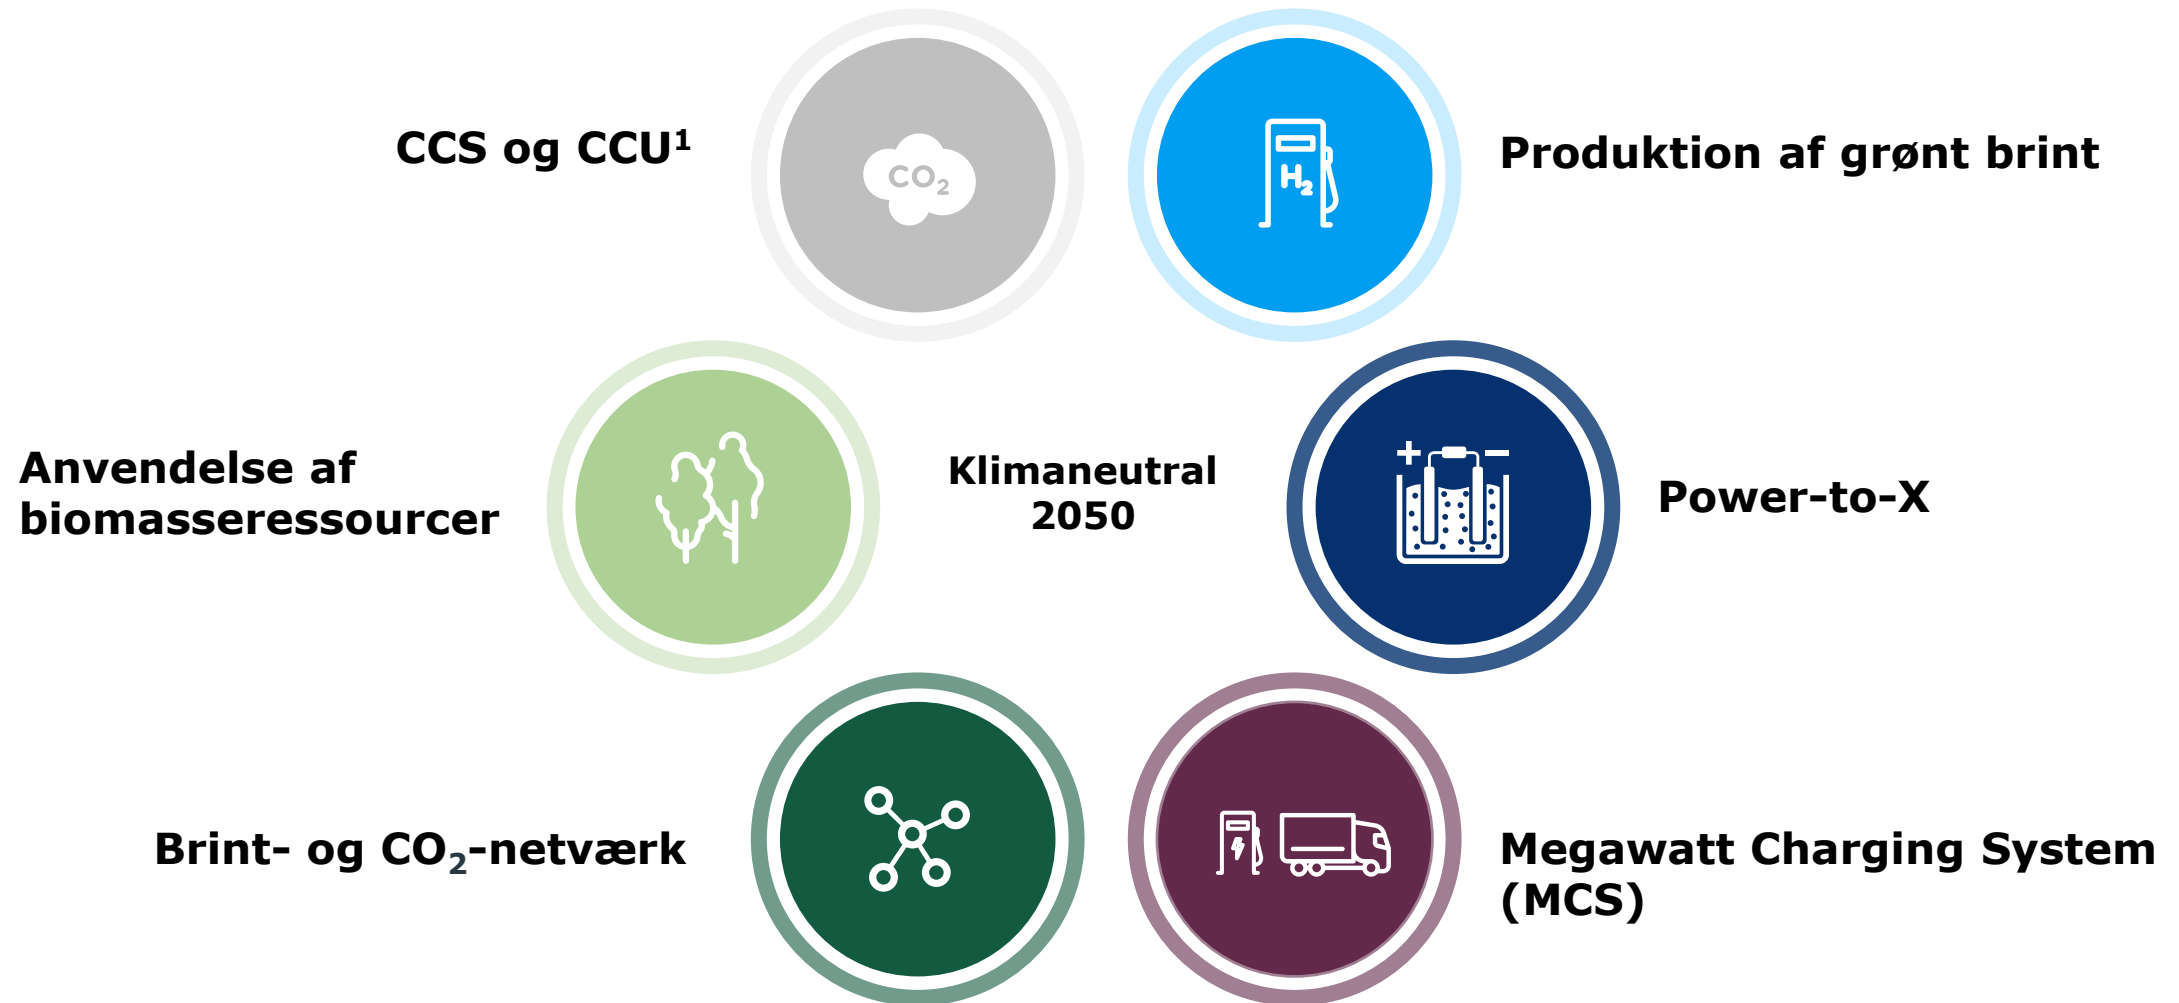 CCS og CCU¹
CO₂
H₂
Produktion af grønt brint
Anvendelse af
biomasseressourcer
Klimaneutral
2050
+ −
Power-to-X
Brint- og CO₂-netværk
Megawatt Charging System
(MCS)